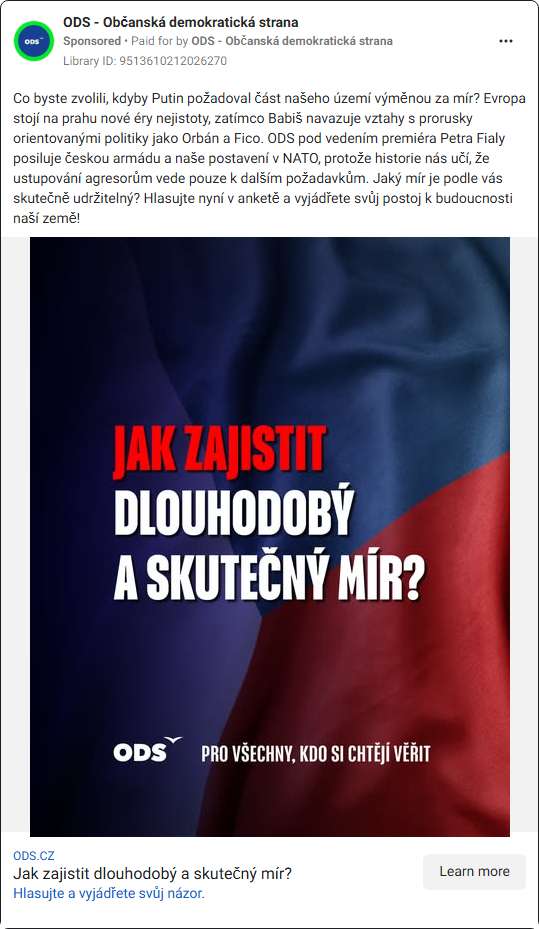 ODS - Občanská demokratická strana
Sponsored • Paid for by ODS - Občanská demokratická strana
Library ID: 9513610212026270
Co byste zvolili, kdyby Putin požadoval část našeho území výměnou za mír? Evropa
stojí na prahu nové éry nejistoty, zatímco Babiš navazuje vztahy s prorusky
orientovanými politiky jako Orbán a Fico. ODS pod vedením premiéra Petra Fialy
posiluje českou armádu a naše postavení v NATO, protože historie nás učí, že
ustupování agresorům vede pouze k dalším požadavkům. Jaký mír je podle vás
skutečně udržitelný? Hlasujte nyní v anketě a vyjádřete svůj postoj k budoucnosti
naší země!
JAK ZAJISTIT
DLOUHODOBÝ
A SKUTEČNÝ MÍR?
ODS PRO VŠECHNY, KDO SI CHTĚJÍ VĚŘIT
ODS.CZ
Jak zajistit dlouhodobý a skutečný mír?
Hlasujte a vyjádřete svůj názor.
Learn more